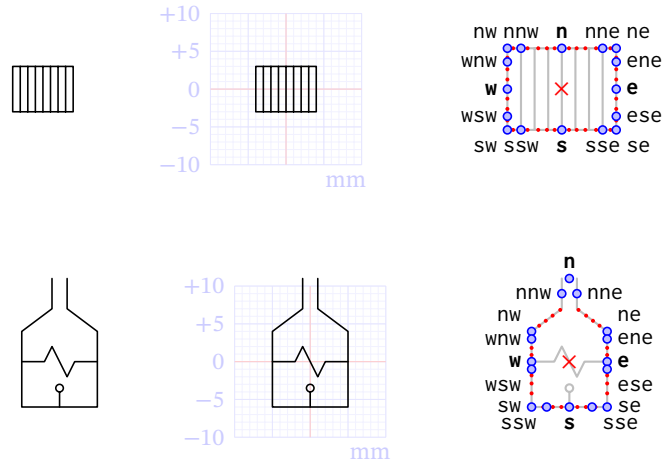 +10
+5
0
−5
−10
mm
nw nnw n nne ne
wnw ene
w e
wsw ese
sw ssw s sse se
+10
+5
0
−5
−10
mm
n
nnw nne
nw ne
wnw ene
w e
wsw ese
sw se
ssw s sse